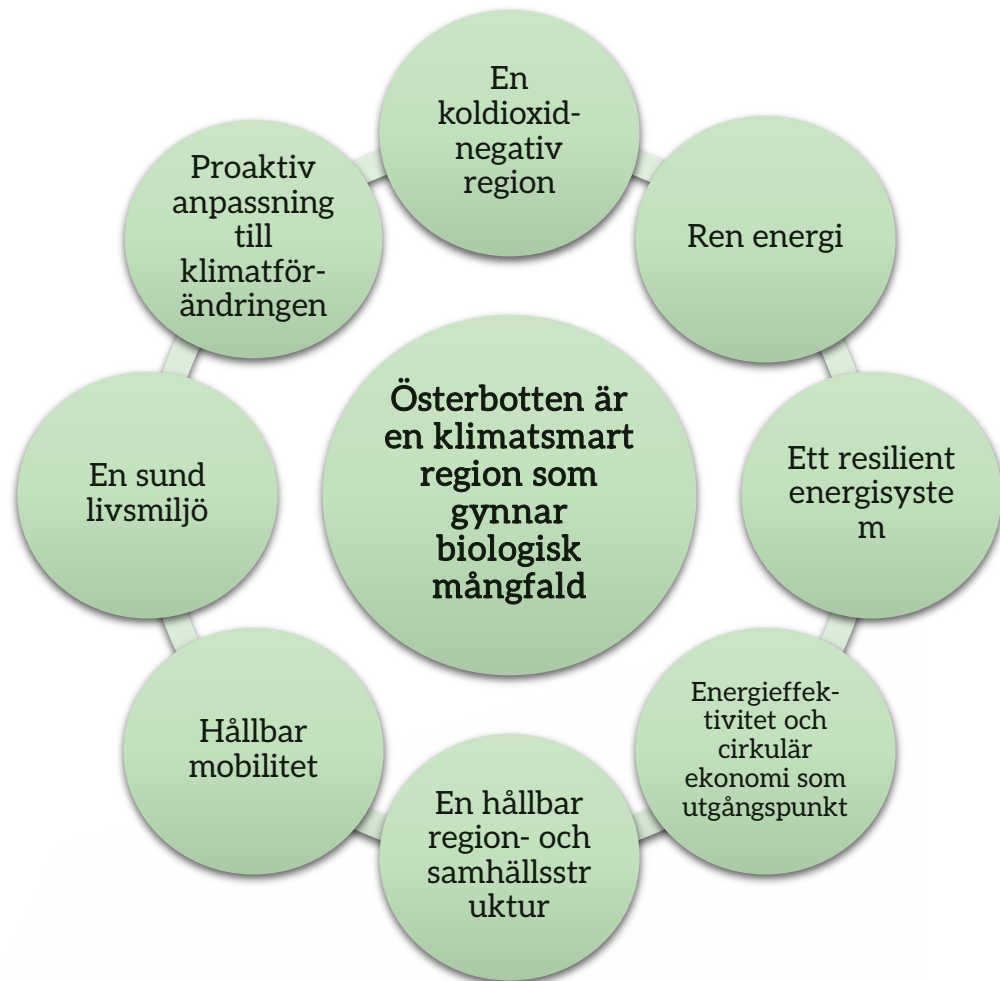 En
koldioxid-
negativ
region
Ren energi
Ett resilient
energisyste
m
Energieffek-
tivitet och
cirkulär
ekonomi som
utgångspunkt
En hållbar
region- och
samhällsstr
uktur
Hållbar
mobilitet
En sund
livsmiljö
Proaktiv
anpassning
till
klimatför-
ändringen
Österbotten är
en klimatsmart
region som
gynnar
biologisk
mångfald